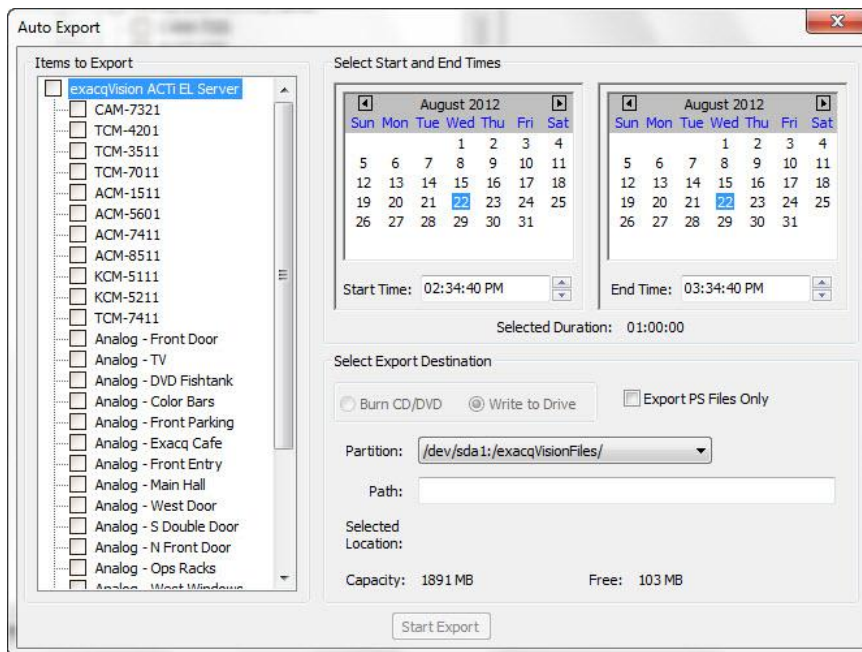 Auto Export
Items to Export
exacqVision ACTi EL Server
CAM-7321
TCM-4201
TCM-3511
TCM-7011
ACM-1511
ACM-5601
ACM-7411
ACM-8511
KCM-5111
KCM-5211
TCM-7411
Analog - Front Door
Analog - TV
Analog - DVD Fishtank
Analog - Color Bars
Analog - Front Parking
Analog - Exacq Cafe
Analog - Front Entry
Analog - Main Hall
Analog - West Door
Analog - S Double Door
Analog - N Front Door
Analog - Ops Racks
Analog - West Windows
Select Start and End Times
August 2012
Sun Mon Tue Wed Thu Fri Sat
1 2 3 4
5 6 7 8 9 10 11
12 13 14 15 16 17 18
19 20 21 22 23 24 25
26 27 28 29 30 31
Start Time: 02:34:40 PM
August 2012
Sun Mon Tue Wed Thu Fri Sat
1 2 3 4
5 6 7 8 9 10 11
12 13 14 15 16 17 18
19 20 21 22 23 24 25
26 27 28 29 30 31
End Time: 03:34:40 PM
Selected Duration: 01:00:00
Select Export Destination
Burn CD/DVD Write to Drive Export PS Files Only
Partition: /dev/sda1:/exacqVisionFiles/
Path:
Selected
Location:
Capacity: 1891 MB Free: 103 MB
Start Export